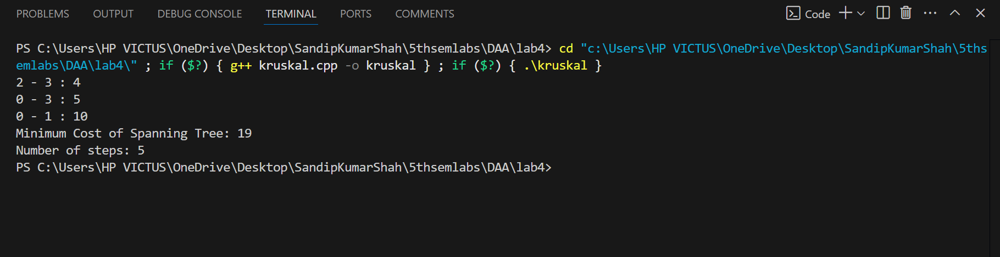 PROBLEMS OUTPUT DEBUG CONSOLE TERMINAL PORTS COMMENTS Code
PS C:\Users\HP VICTUS\OneDrive\Desktop\SandipKumarShah\5thsemlabs\DAA\lab4> cd "c:\Users\HP VICTUS\OneDrive\Desktop\SandipKumarShah\5ths
emlabs\DAA\lab4\" ; if ($?) { g++ kruskal.cpp -o kruskal } ; if ($?) { .\kruskal }
2 - 3 : 4
0 - 3 : 5
0 - 1 : 10
Minimum Cost of Spanning Tree: 19
Number of steps: 5
PS C:\Users\HP VICTUS\OneDrive\Desktop\SandipKumarShah\5thsemlabs\DAA\lab4>